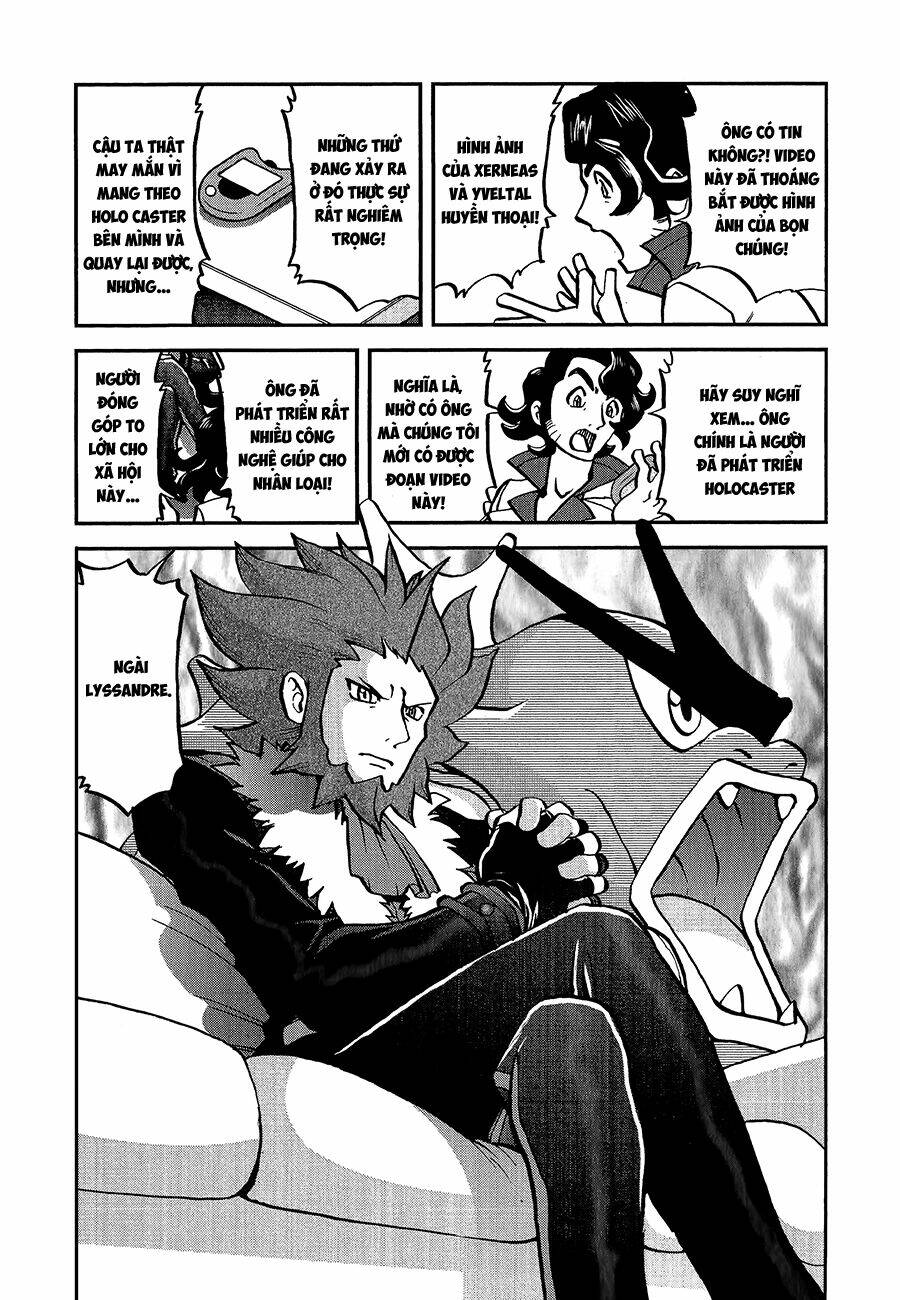 ÔNG CÓ TIN
KHÔNG?! VIDEO
NÀY ĐÃ THOÁNG
BẮT ĐƯỢC HÌNH
ẢNH CỦA BỌN
CHÚNG!
HÌNH ẢNH
CỦA XERNEAS
VÀ YVELTAL
HUYỀN THOẠI!
NHỮNG THỨ
ĐANG XẢY RA
Ở ĐÓ THỰC SỰ
RẤT NGHIÊM
TRỌNG!
CẬU TA THẬT
MAY MẮN VÌ
MANG THEO
HOLO CASTER
BÊN MÌNH VÀ
QUAY LẠI ĐƯỢC,
NHƯNG...
HÃY SUY NGHĨ
XEM... ÔNG
CHÍNH LÀ NGƯỜI
ĐÃ PHÁT TRIỂN
HOLOCASTER
NGHĨA LÀ,
NHỜ CÓ ÔNG
MÀ CHÚNG TÔI
MỚI CÓ ĐƯỢC
ĐOẠN VIDEO
NÀY!
ÔNG ĐÃ
PHÁT TRIỂN RẤT
NHIỀU CÔNG
NGHỆ GIÚP CHO
NHÂN LOẠI!
NGƯỜI
ĐÓNG
GÓP TO
LỚN CHO
XÃ HỘI
NÀY...
NGÀI
LYSSANDRE.